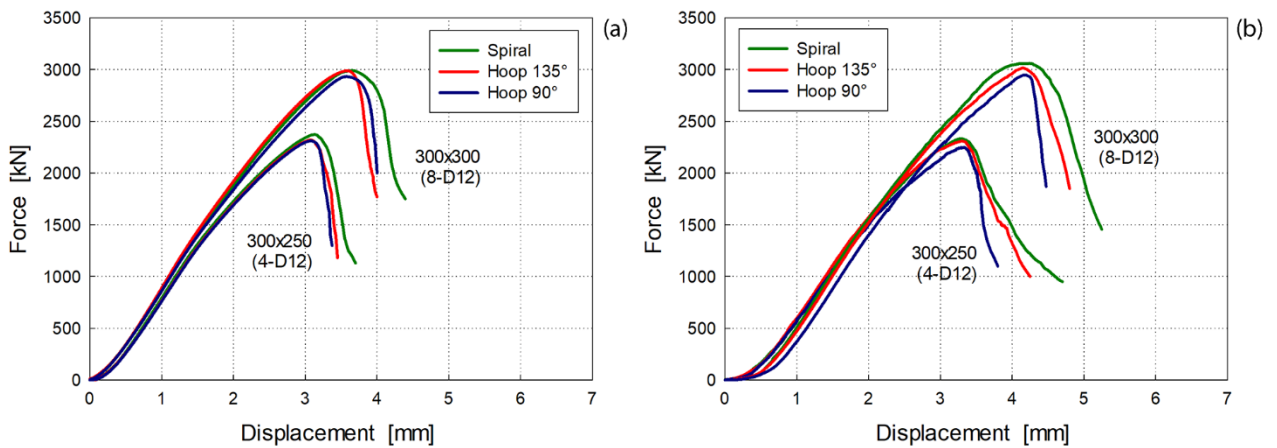 (a)
Force [kN]
3500
3000
2500
2000
1500
1000
500
0
Spiral
Hoop 135°
Hoop 90°
300x300
(8-D12)
300x250
(4-D12)
0 1 2 3 4 5 6 7
Displacement [mm]
(b)
Force [kN]
3500
3000
2500
2000
1500
1000
500
0
Spiral
Hoop 135°
Hoop 90°
300x300
(8-D12)
300x250
(4-D12)
0 1 2 3 4 5 6 7
Displacement [mm]